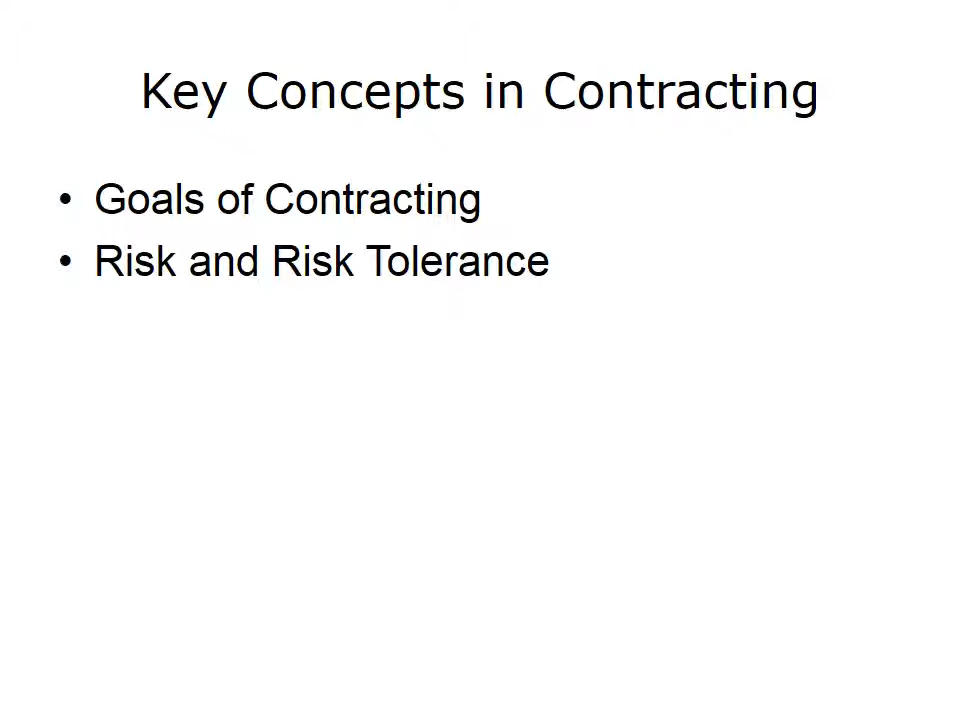 Key Concepts in Contracting
• Goals of Contracting
• Risk and Risk Tolerance